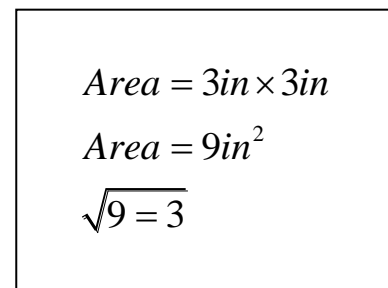 Area = 3in × 3in
Area = 9in²
√9 = 3